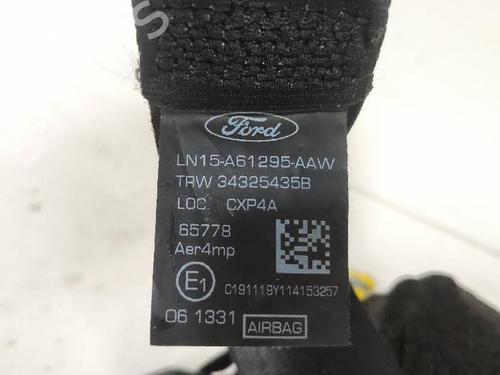 Ford
LN15-A61295-AAW
TRW 34325435B
LOC. CXP4A
65778
Aer4mp
E1 C191119Y114153257
06 1331 AIRBAG